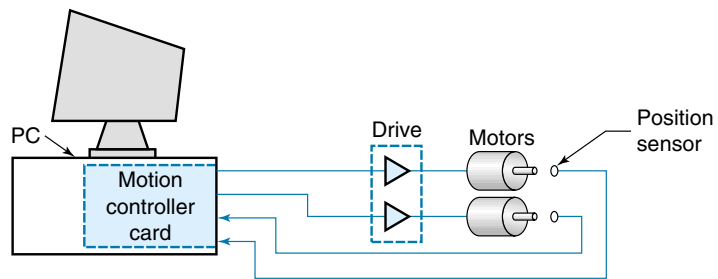 PC
Motion
controller
card
Drive
Motors
Position
sensor